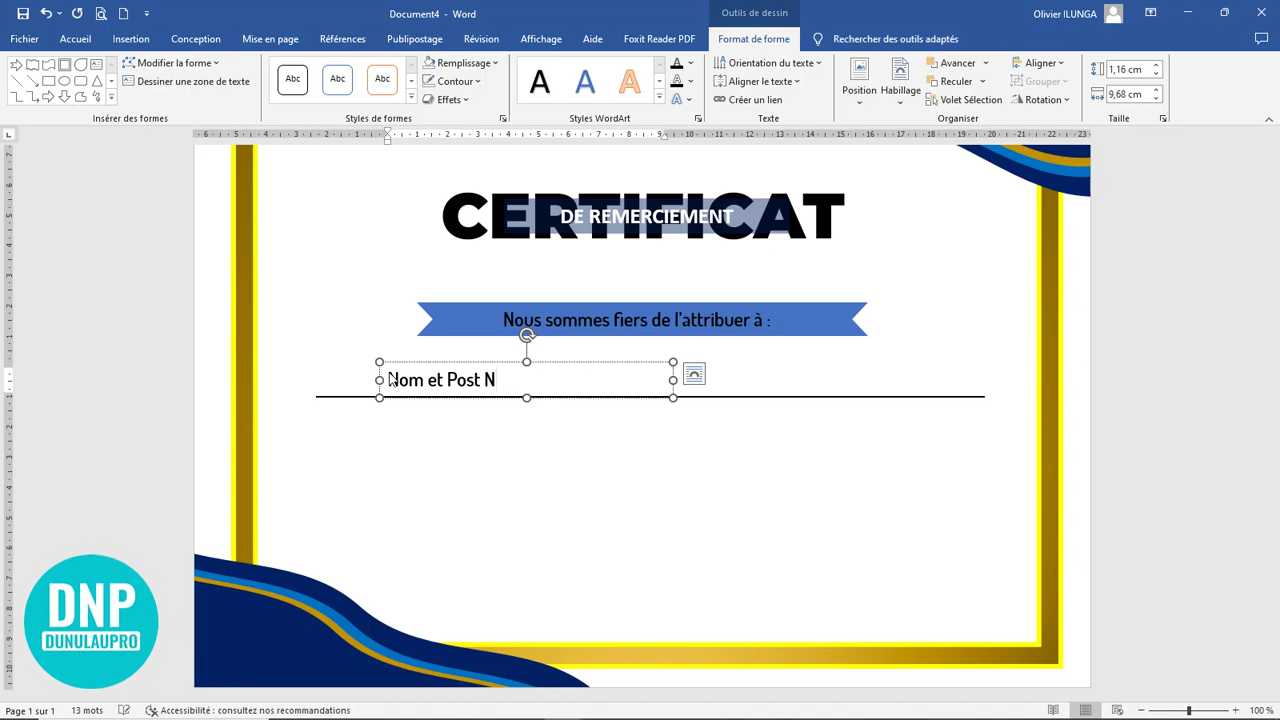 Document4 - Word
Outils de dessin
Olivier ILUNGA
Fichier Accueil Insertion Conception Mise en page Références Publipostage Révision Affichage Aide Foxit Reader PDF Format de forme Rechercher des outils adaptés
Modifier la forme
Dessiner une zone de texte
Insérer des formes
Abc Abc Abc
Remplissage
Contour
Effets
Styles de formes
A A A
Styles WordArt
Orientation du texte
Aligner le texte
Créer un lien
Texte
Position
Habillage
Avancer
Reculer
Volet Sélection
Aligner
Grouper
Rotation
Organiser
1,16 cm
9,68 cm
Taille
CERTIFICAT
DE REMERCIEMENT
Nous sommes fiers de l'attribuer à :
Nom et Post N
DNP
DUNULAUPRO
Page 1 sur 1 13 mots Accessibilité : consultez nos recommandations 100 %